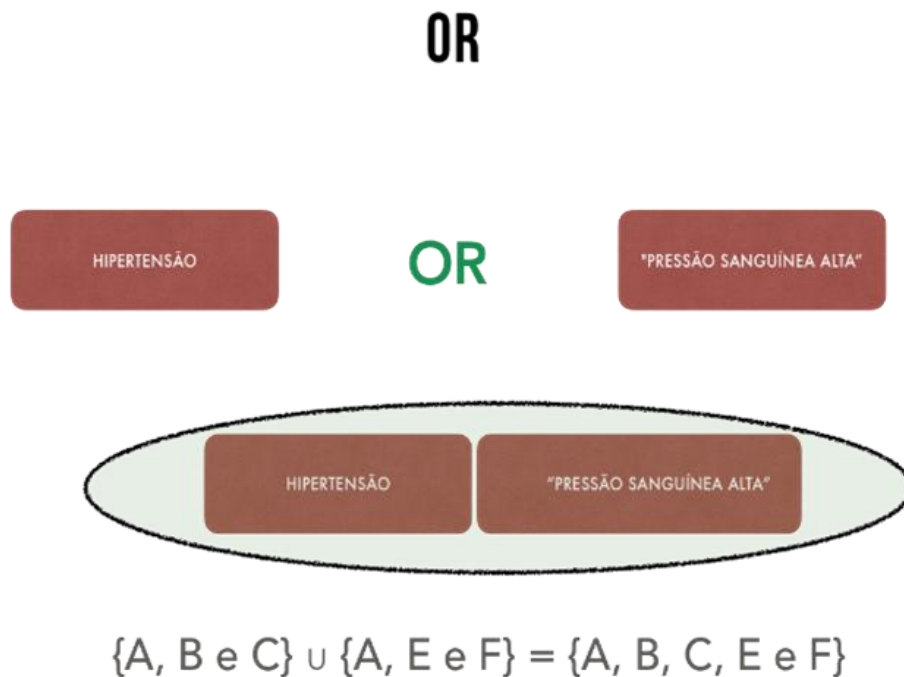 OR
HIPERTENSÃO
OR
"PRESSÃO SANGUÍNEA ALTA”
HIPERTENSÃO
“PRESSÃO SANGUÍNEA ALTA”
{A, B e C} ∪ {A, E e F} = {A, B, C, E e F}